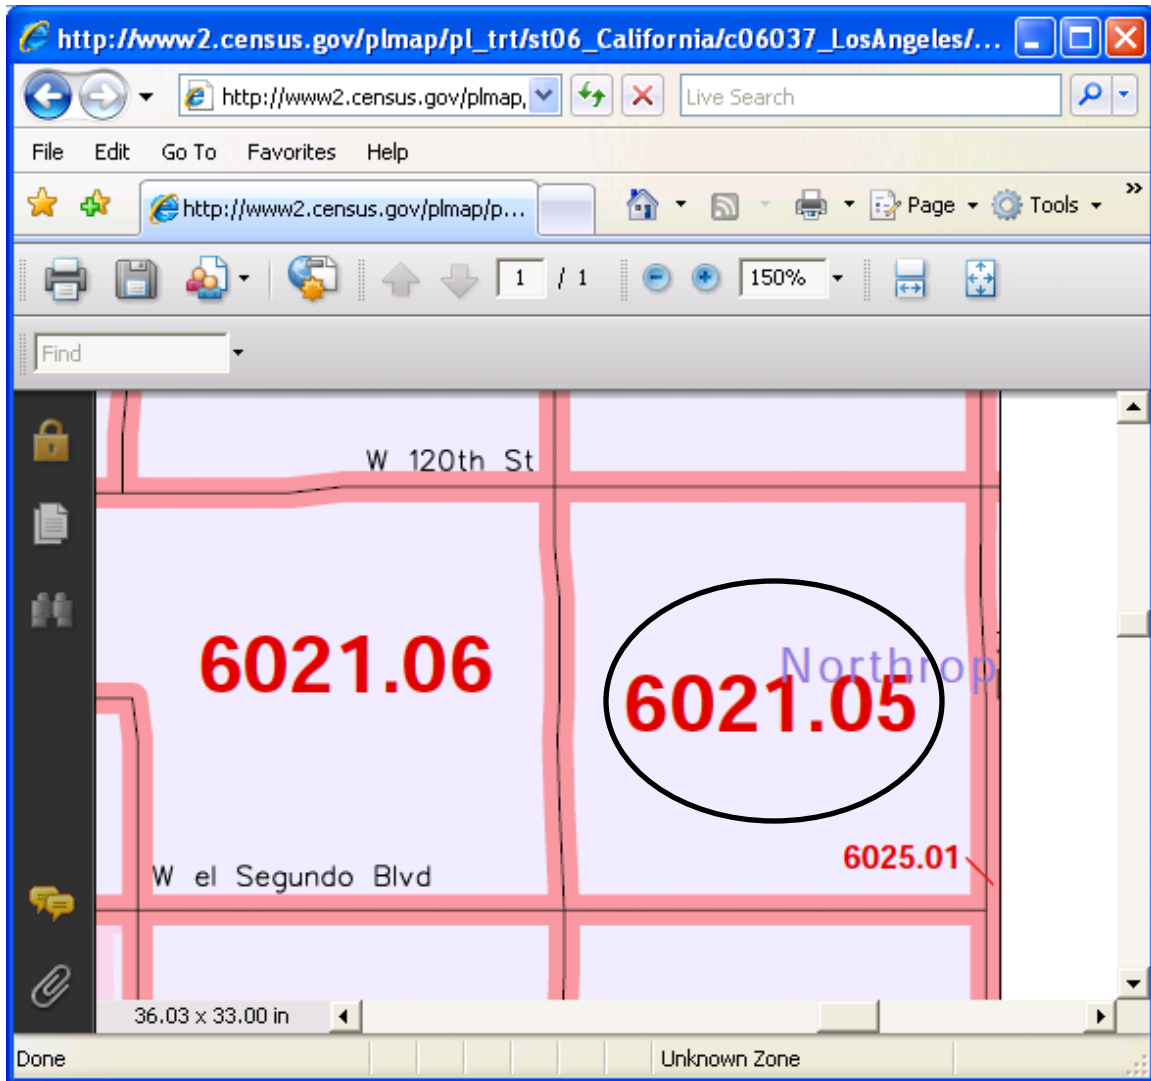 http://www2.census.gov/plmap/pl_trt/st06_California/c06037_LosAngeles/...
http://www2.census.gov/plmap,
Live Search
File Edit Go To Favorites Help
http://www2.census.gov/plmap/p...
Page
Tools
»
1 / 1
150%
Find
W 120th St
6021.06
Northrop
6021.05
6025.01
W el Segundo Blvd
36.03 x 33.00 in
Done
Unknown Zone